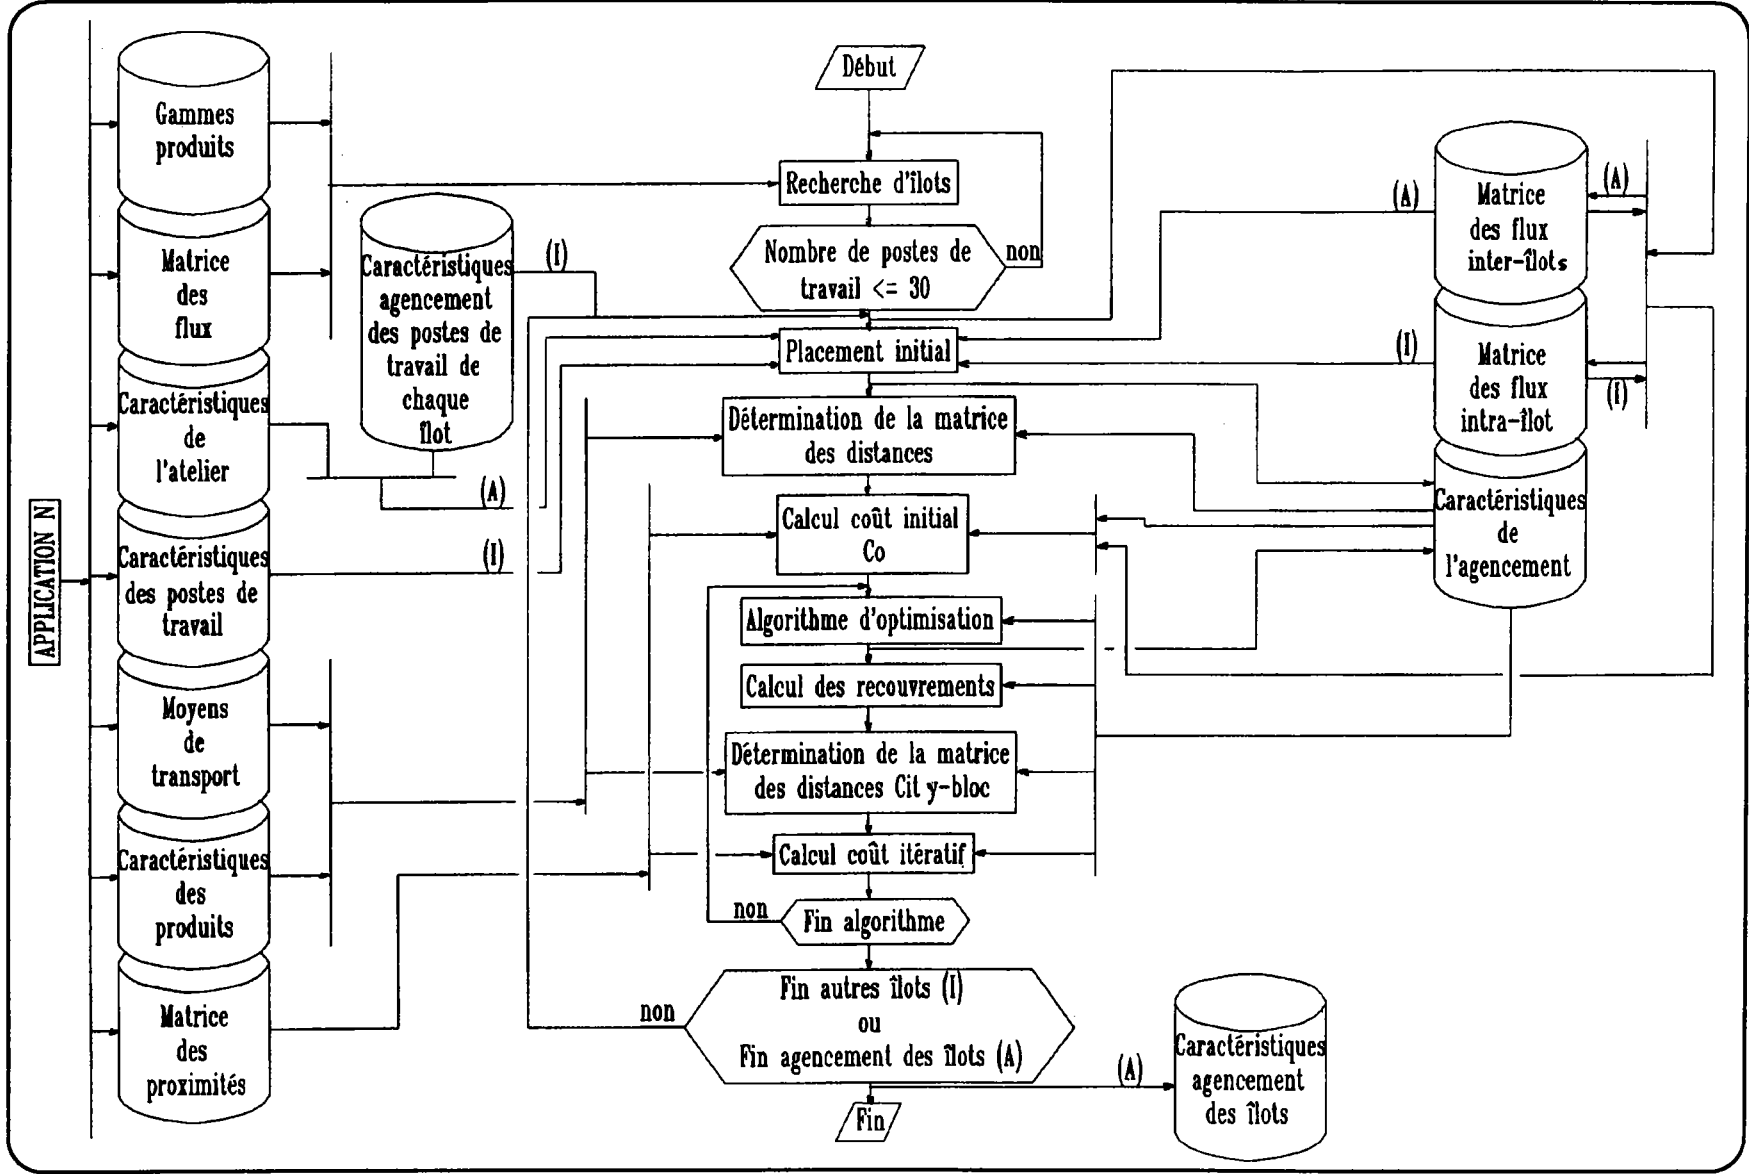 APPLICATION N
Gammes
produits
Matrice
des
flux
Caractéristiques
de
l'atelier
Caractéristiques
des postes de
travail
Moyens
de
transport
Caractéristiques
des
produits
Matrice
des
proximités
Caractéristiques
agencement
des postes de
travail de
chaque
îlot
(I)
(A)
(I)
Début
Recherche d'îlots
Nombre de postes de
travail <= 30
non
Placement initial
Détermination de la matrice
des distances
Calcul coût initial
Co
Algorithme d'optimisation
Calcul des recouvrements
Détermination de la matrice
des distances Cit y-bloc
Calcul coût itératif
non
Fin algorithme
non
Fin autres îlots (I)
ou
Fin agencement des îlots (A)
Fin
(A)
Caractéristiques
agencement
des îlots
(A)
(I)
Matrice
des flux
inter-îlots
(A)
Matrice
des flux
intra-îlot
(I)
Caractéristiques
de
l'agencement